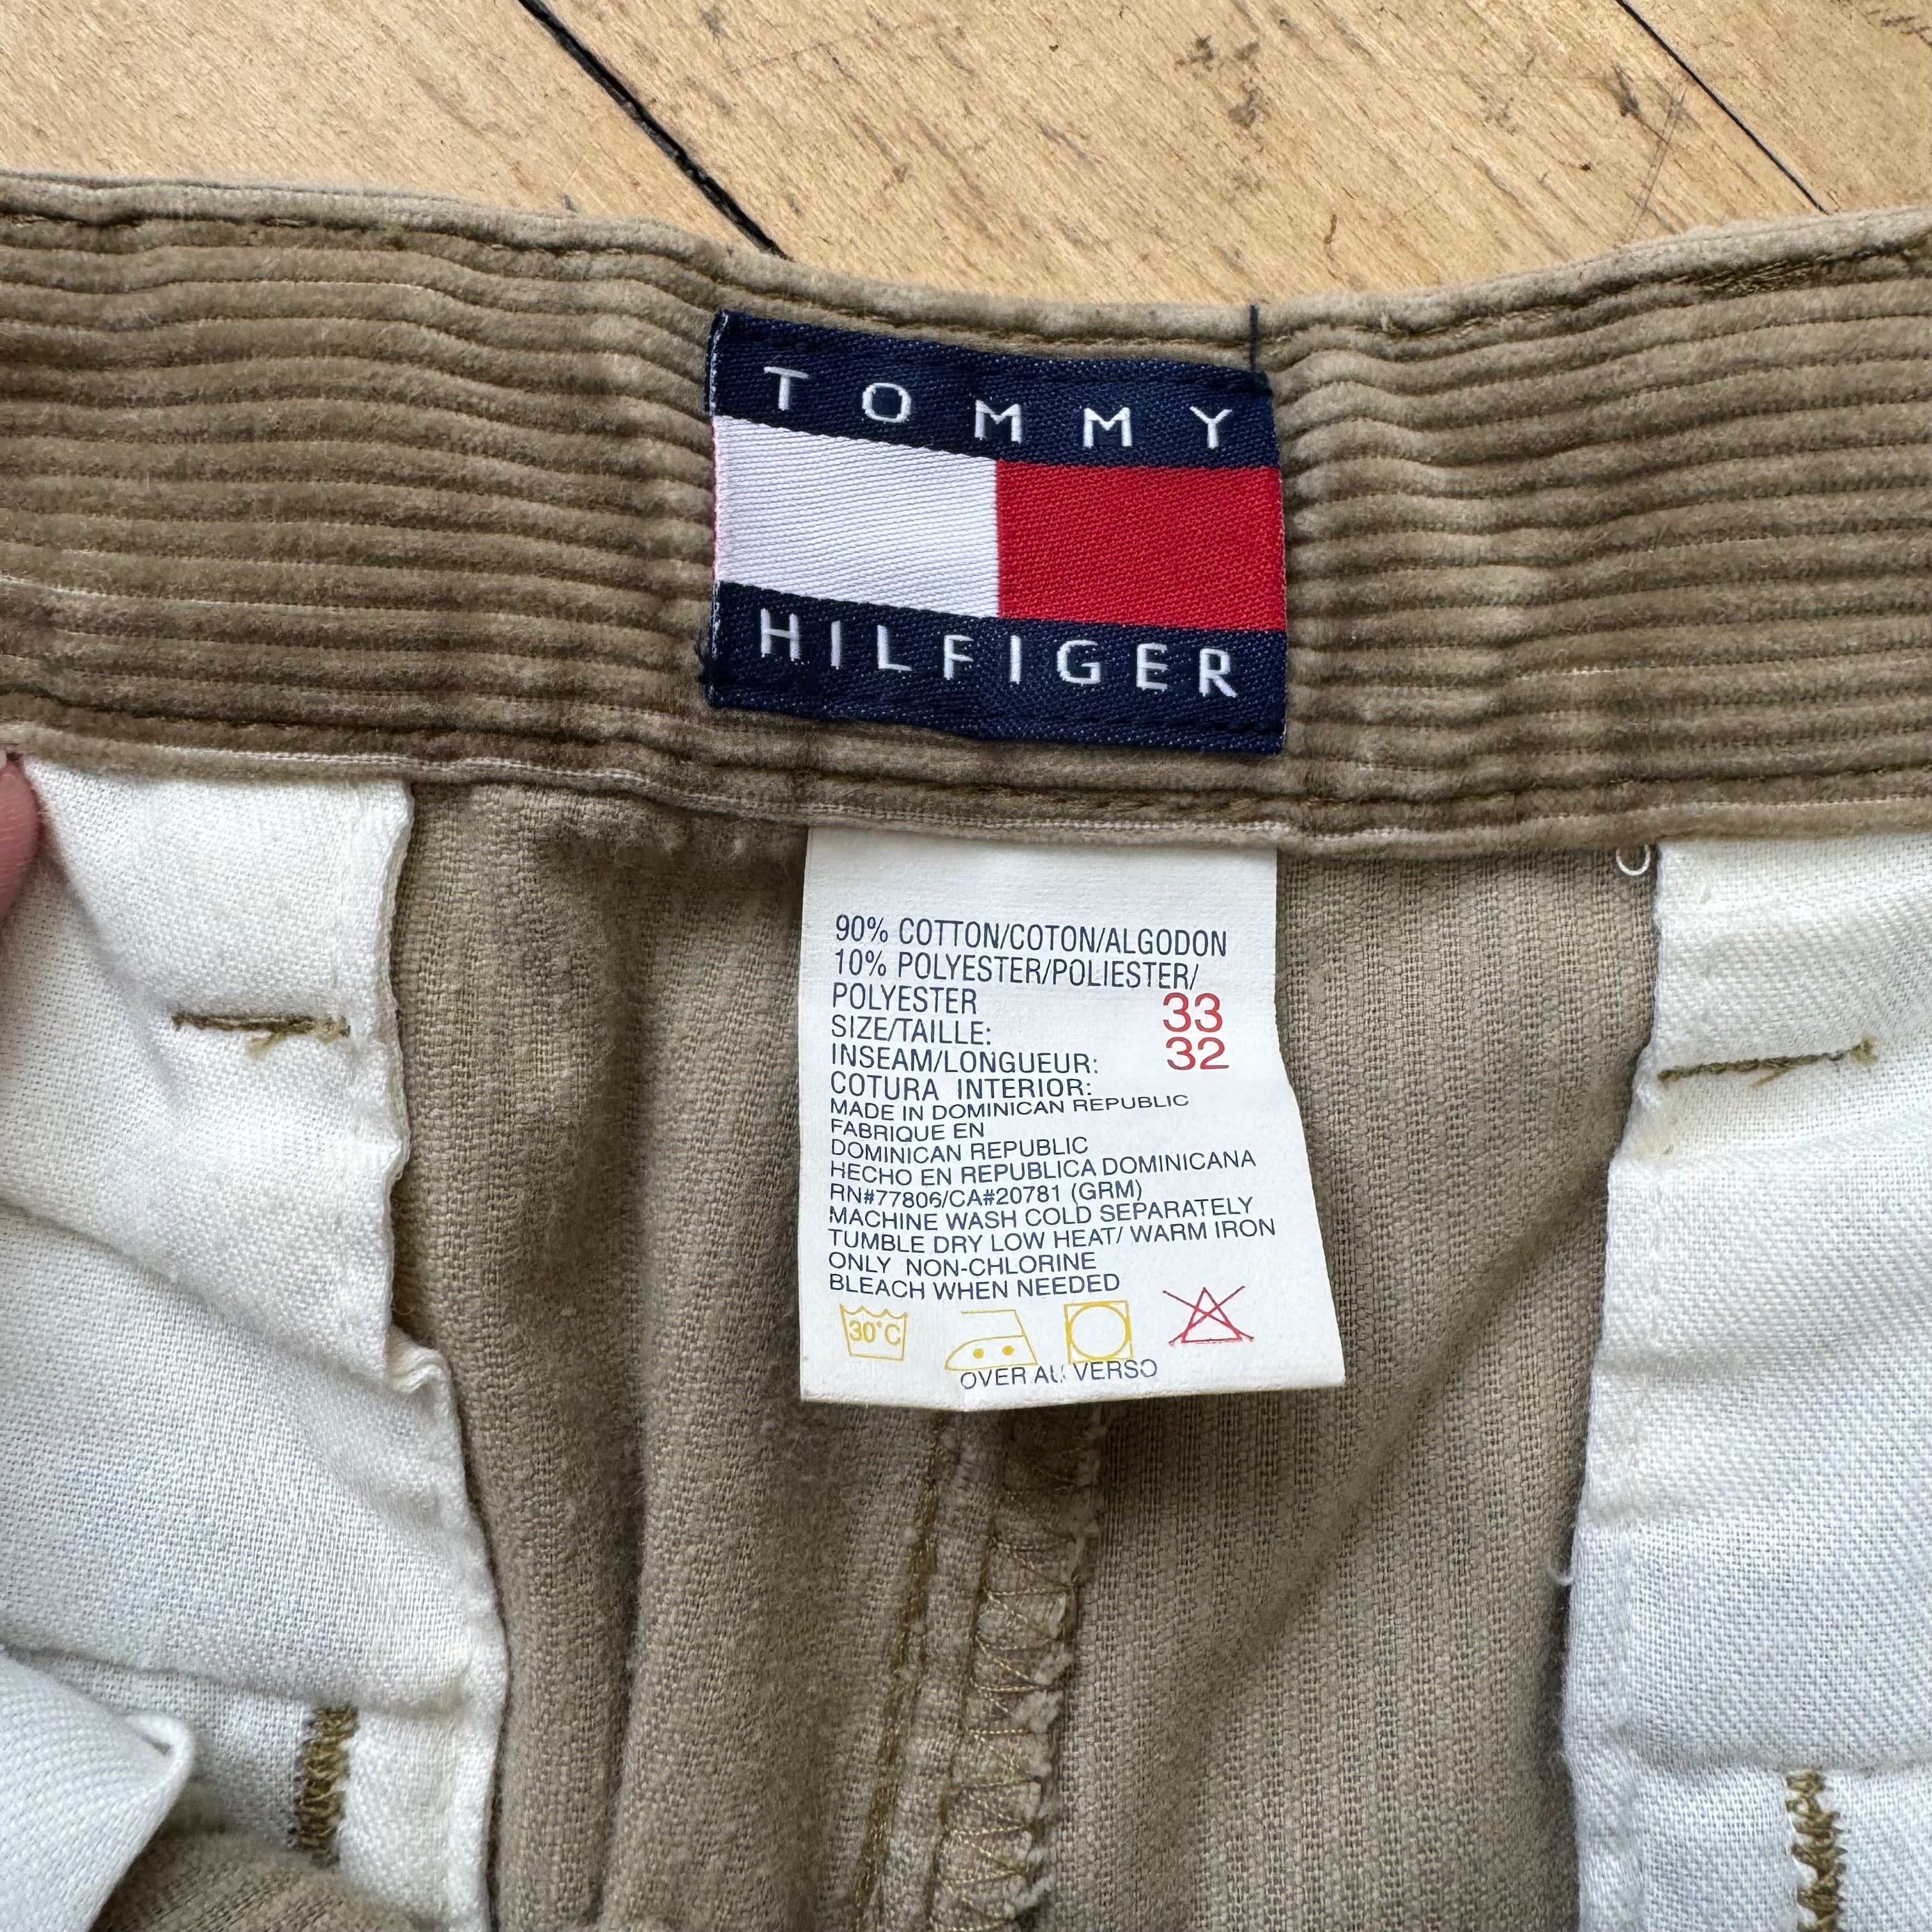 TOMMY
HILFIGER
90% COTTON/COTON/ALGODON
10% POLYESTER/POLIESTER/
POLYESTER
SIZE/TAILLE: 33
INSEAM/LONGUEUR: 32
COTURA INTERIOR:
MADE IN DOMINICAN REPUBLIC
FABRIQUE EN
DOMINICAN REPUBLIC
HECHO EN REPUBLICA DOMINICANA
RN#77806/CA#20781 (GRM)
MACHINE WASH COLD SEPARATELY
TUMBLE DRY LOW HEAT/ WARM IRON
ONLY NON-CHLORINE
BLEACH WHEN NEEDED
30°C
OVER AU VERSO